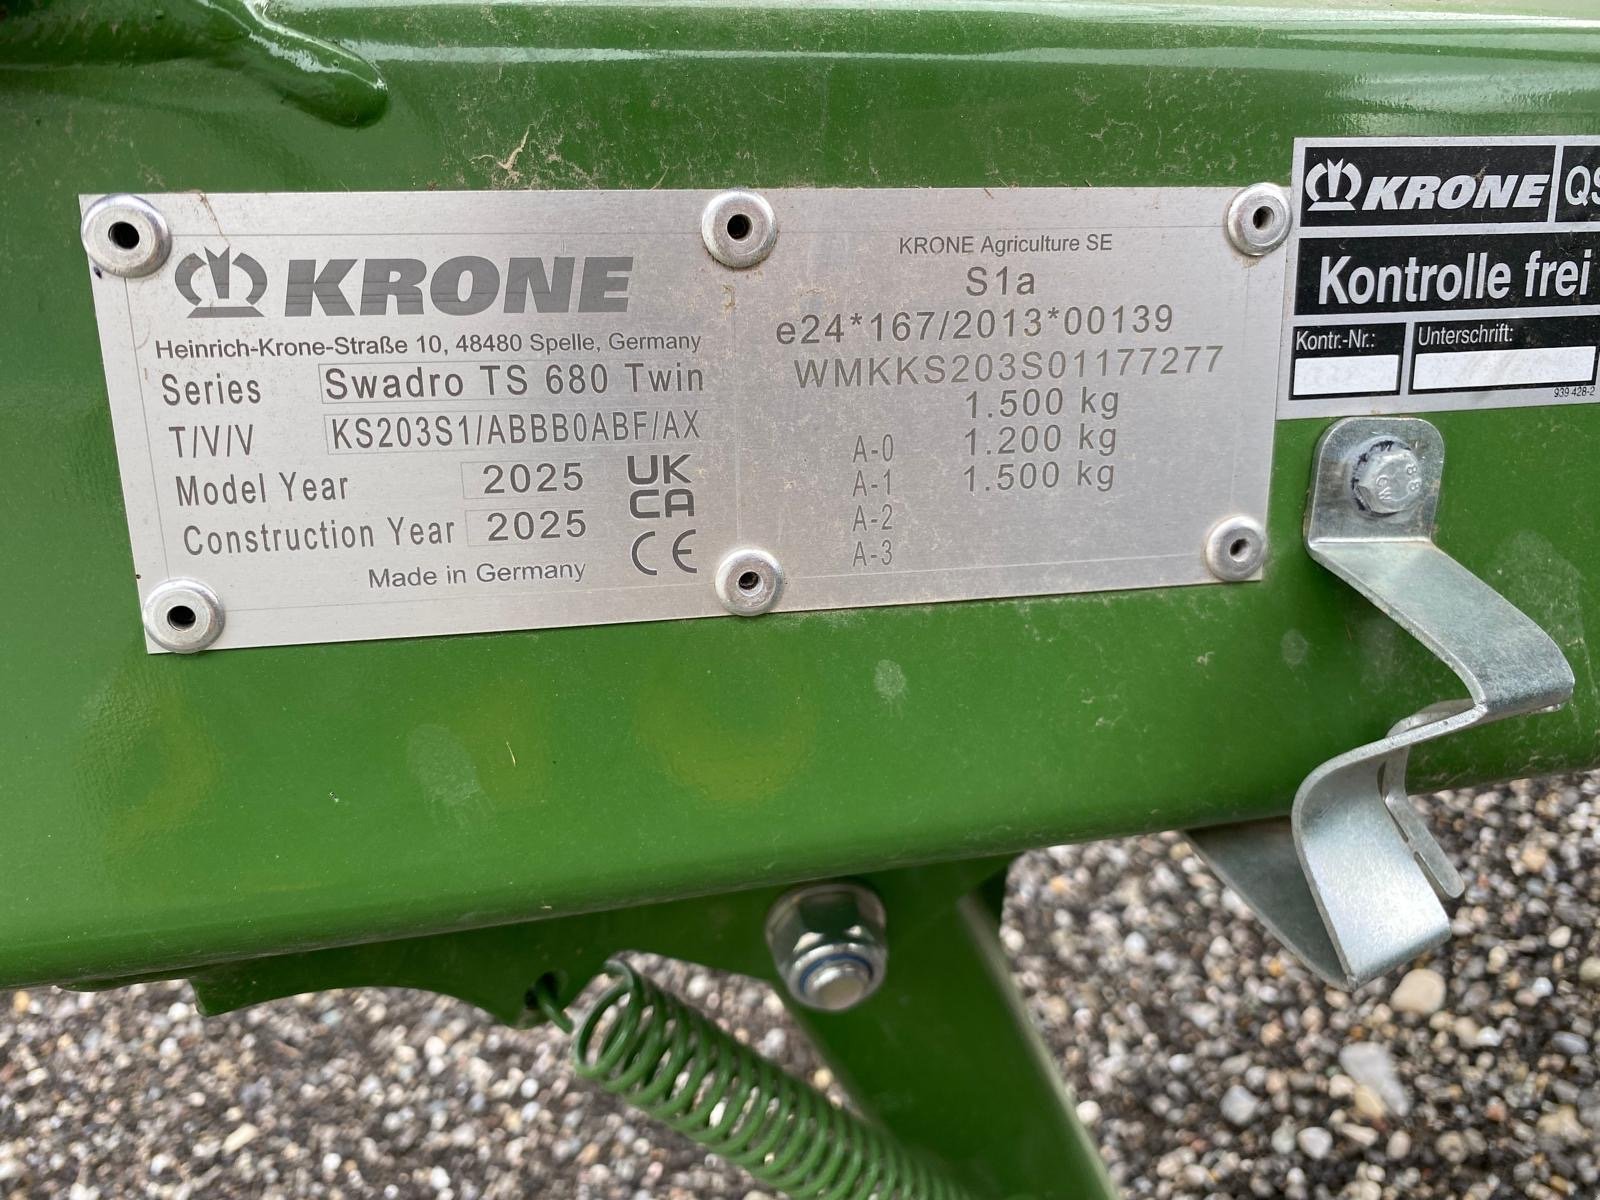 KRONE
Heinrich-Krone-Straße 10, 48480 Spelle, Germany
Series Swadro TS 680 Twin
T/V/V KS203S1/ABBB0ABF/AX
Model Year 2025
UK
CA
Construction Year 2025
CE
Made in Germany
KRONE Agriculture SE
S1a
e24*167/2013*00139
WMKKS203S01177277
1.500 kg
A-0 1.200 kg
A-1 1.500 kg
A-2
A-3
KRONE QS
Kontrolle frei
Kontr.-Nr.: Unterschrift:
939 428-2
8.8